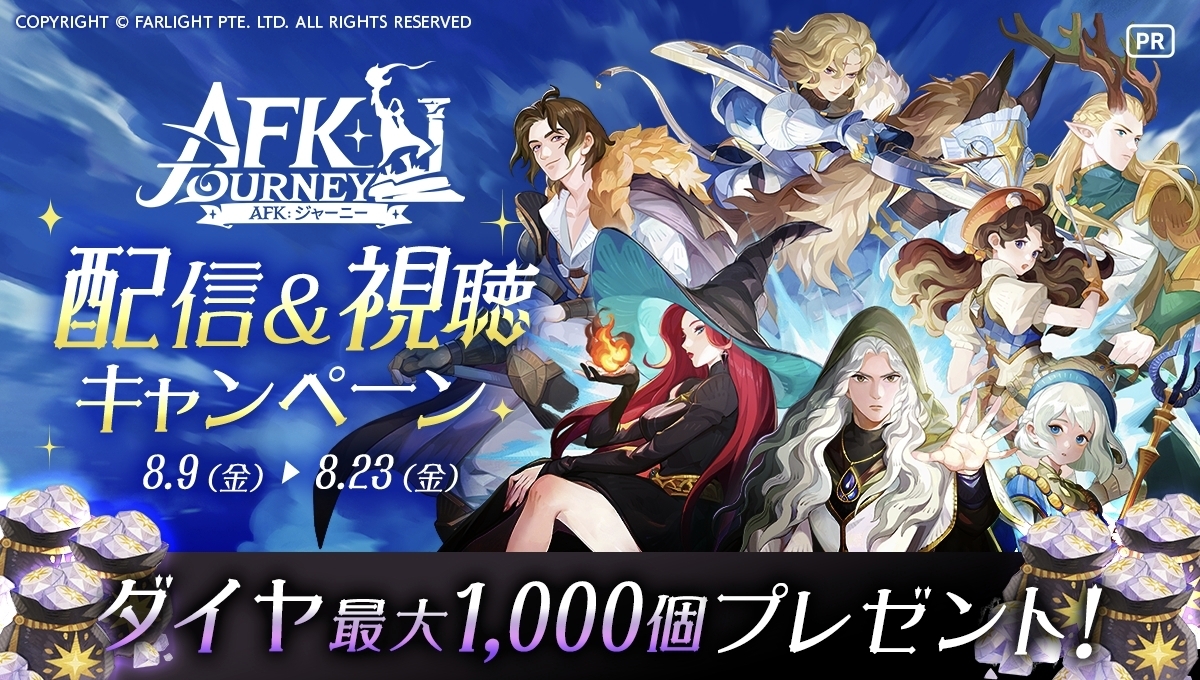 COPYRIGHT © FARLIGHT PTE. LTD. ALL RIGHTS RESERVED
PR
AFK
JOURNEY
AFK:ジャーニー
配信&視聴
キャンペーン
8.9(金)▶8.23(金)
ダイヤ最大1,000個プレゼント!